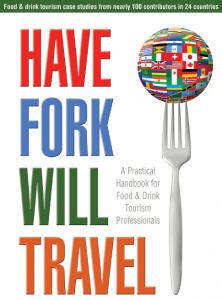 Food & drink tourism case studies from nearly 100 contributors in 24 countries
HAVE
FORK
WILL
TRAVEL
A Practical
Handbook for
Food & Drink
Tourism
Professionals